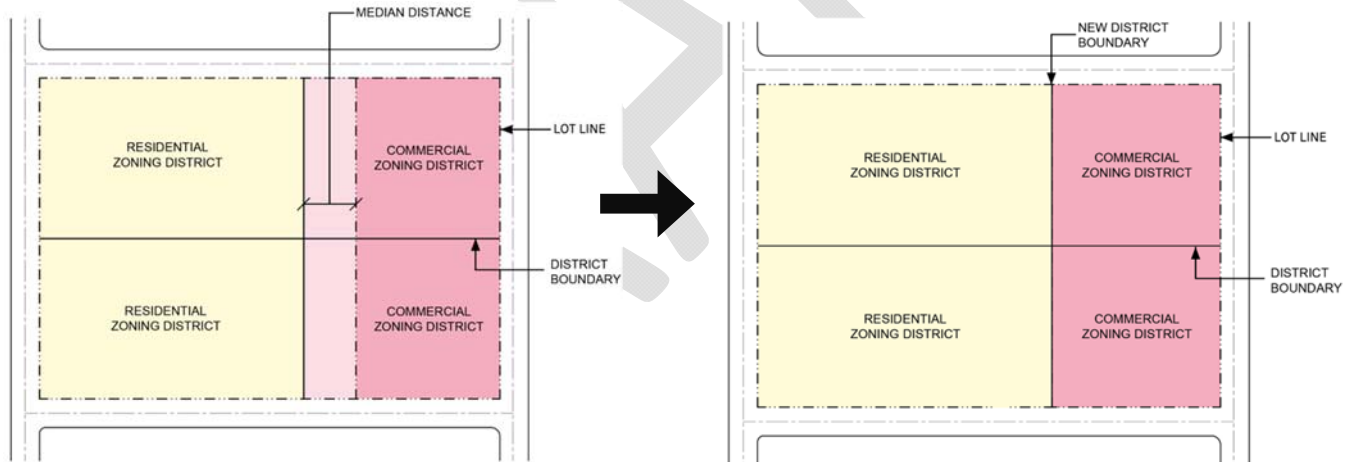 MEDIAN DISTANCE
RESIDENTIAL
ZONING DISTRICT
COMMERCIAL
ZONING DISTRICT
LOT LINE
RESIDENTIAL
ZONING DISTRICT
COMMERCIAL
ZONING DISTRICT
DISTRICT
BOUNDARY
NEW DISTRICT
BOUNDARY
RESIDENTIAL
ZONING DISTRICT
COMMERCIAL
ZONING DISTRICT
LOT LINE
RESIDENTIAL
ZONING DISTRICT
COMMERCIAL
ZONING DISTRICT
DISTRICT
BOUNDARY